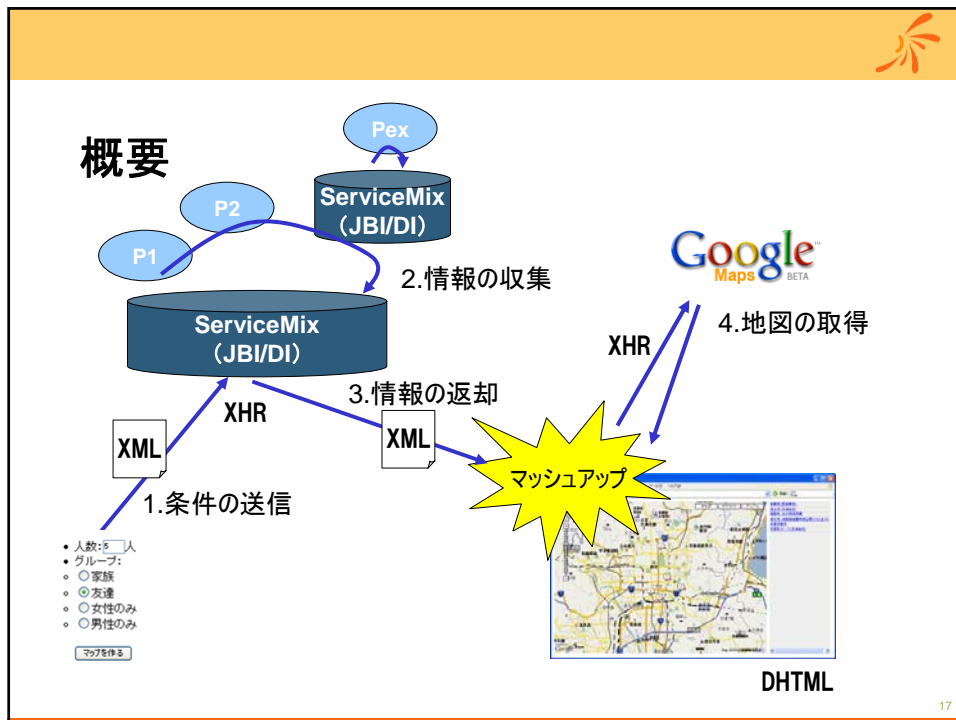 概要
Pex
ServiceMix
（JBI/DI）
P2
P1
2.情報の収集
ServiceMix
（JBI/DI）
Google
Maps
BETA
4.地図の取得
XHR
3.情報の返却
XHR
XML
XML
マッシュアップ
1.条件の送信
• 人数:5 人
• グループ:
家族
友達
女性のみ
男性のみ
マップを作る
DHTML
17